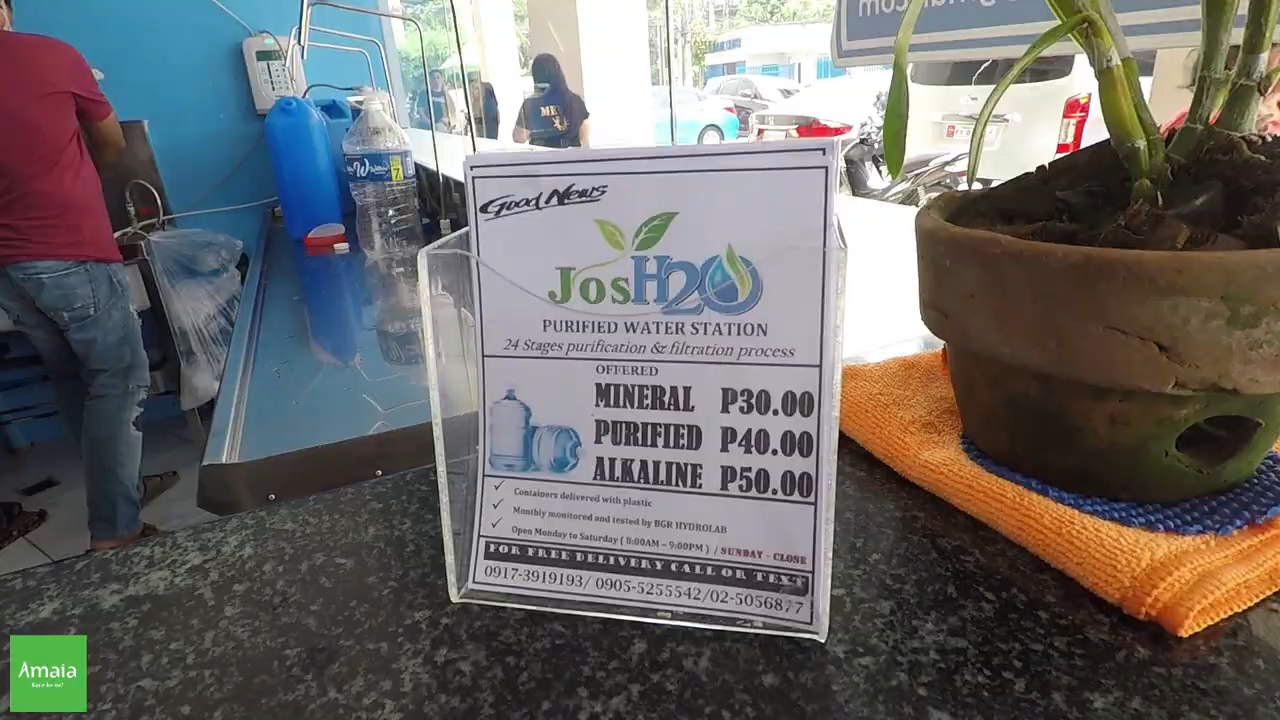 Good News
JosH2O
PURIFIED WATER STATION
24 Stages purification & filtration process
OFFERED
MINERAL P30.00
PURIFIED P40.00
ALKALINE P50.00
Containers delivered with plastic
Monthly monitored and tested by BGR HYDROLAB
Open Monday to Saturday ( 8:00AM – 9:00PM ) / SUNDAY - CLOSE
FOR FREE DELIVERY CALL OR TEXT
0917-3919193/ 0905-5255542/02-5056877
Amaia